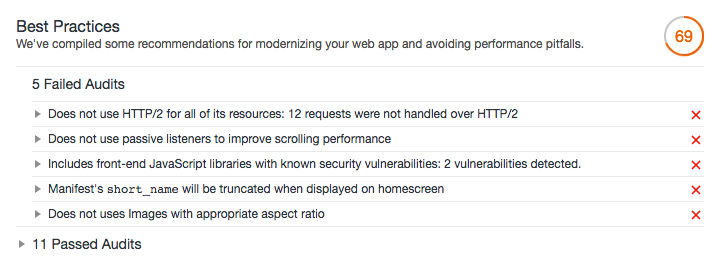 Best Practices
We've compiled some recommendations for modernizing your web app and avoiding performance pitfalls.
69
5 Failed Audits
Does not use HTTP/2 for all of its resources: 12 requests were not handled over HTTP/2
Does not use passive listeners to improve scrolling performance
Includes front-end JavaScript libraries with known security vulnerabilities: 2 vulnerabilities detected.
Manifest's short_name will be truncated when displayed on homescreen
Does not uses Images with appropriate aspect ratio
11 Passed Audits